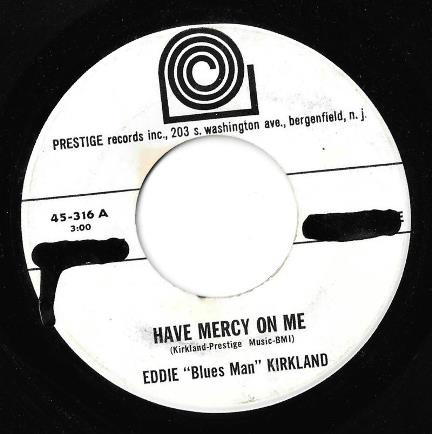 PRESTIGE records inc., 203 s. washington ave., bergenfield, n. j.
45-316 A
3:00
HAVE MERCY ON ME
(Kirkland-Prestige Music-BMI)
EDDIE "Blues Man" KIRKLAND